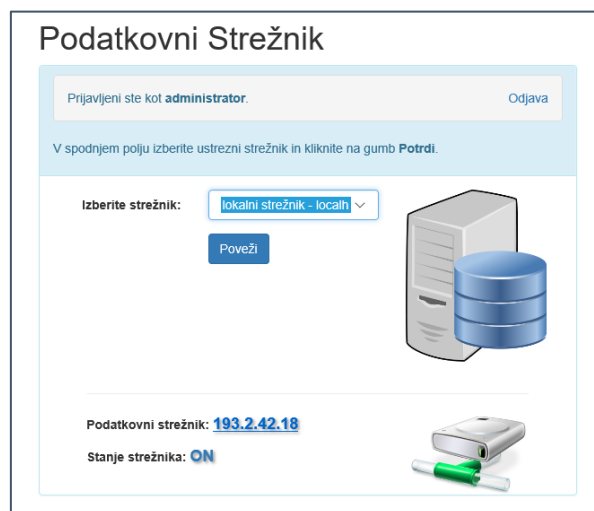 Podatkovni Strežnik
Prijavljeni ste kot administrator. Odjava
V spodnjem polju izberite ustrezni strežnik in kliknite na gumb Potrdi.
Izberite strežnik: lokalni strežnik - localh
Poveži
Podatkovni strežnik: 193.2.42.18
Stanje strežnika: ON